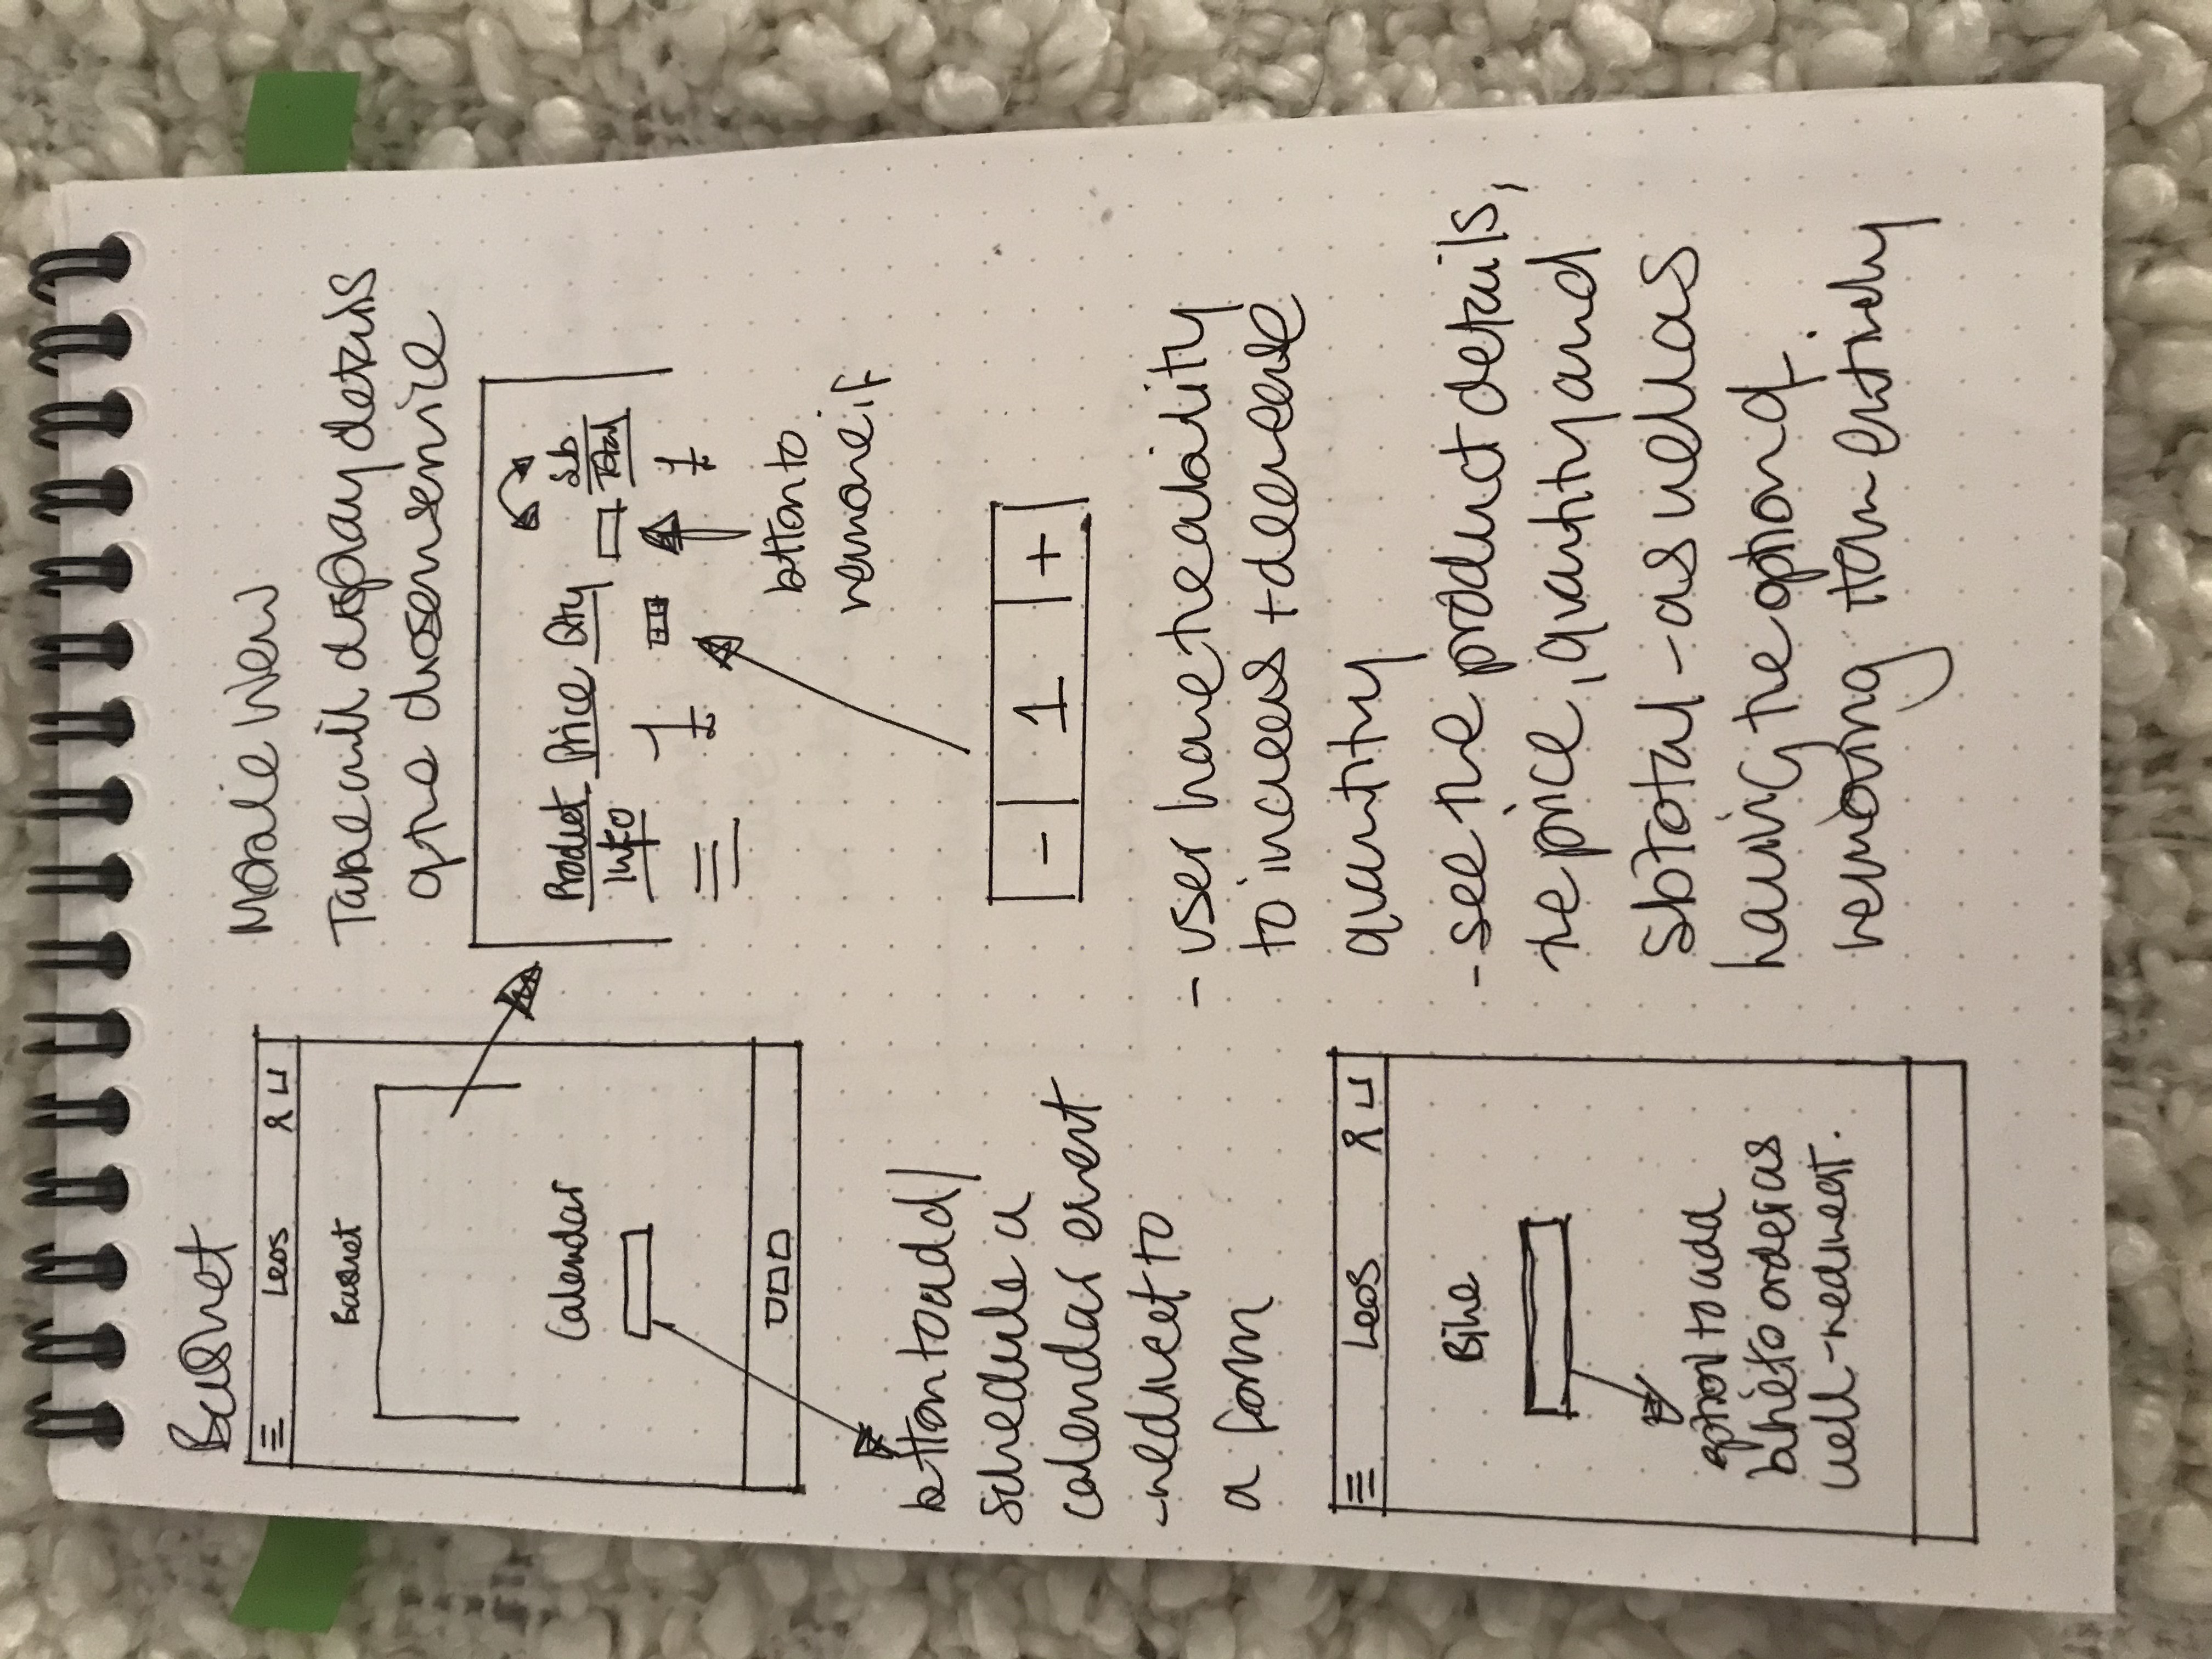 Basket
Leos
Basket
Calendar
button to add/
schedule a
calendar event
-redirect to
a form
Mobile View
Table will display details
of the chosen service
Product Price Qty Sub
Info Total
£ £
button to
remove if
- 1 +
- user have the ability
to increas + decrease
quantity
- see the product details,
the price, quantity and
subtotal - as well as
having the option of
removing item entirely
Leos
Bike
option to add
bike to order as
well - redirect.